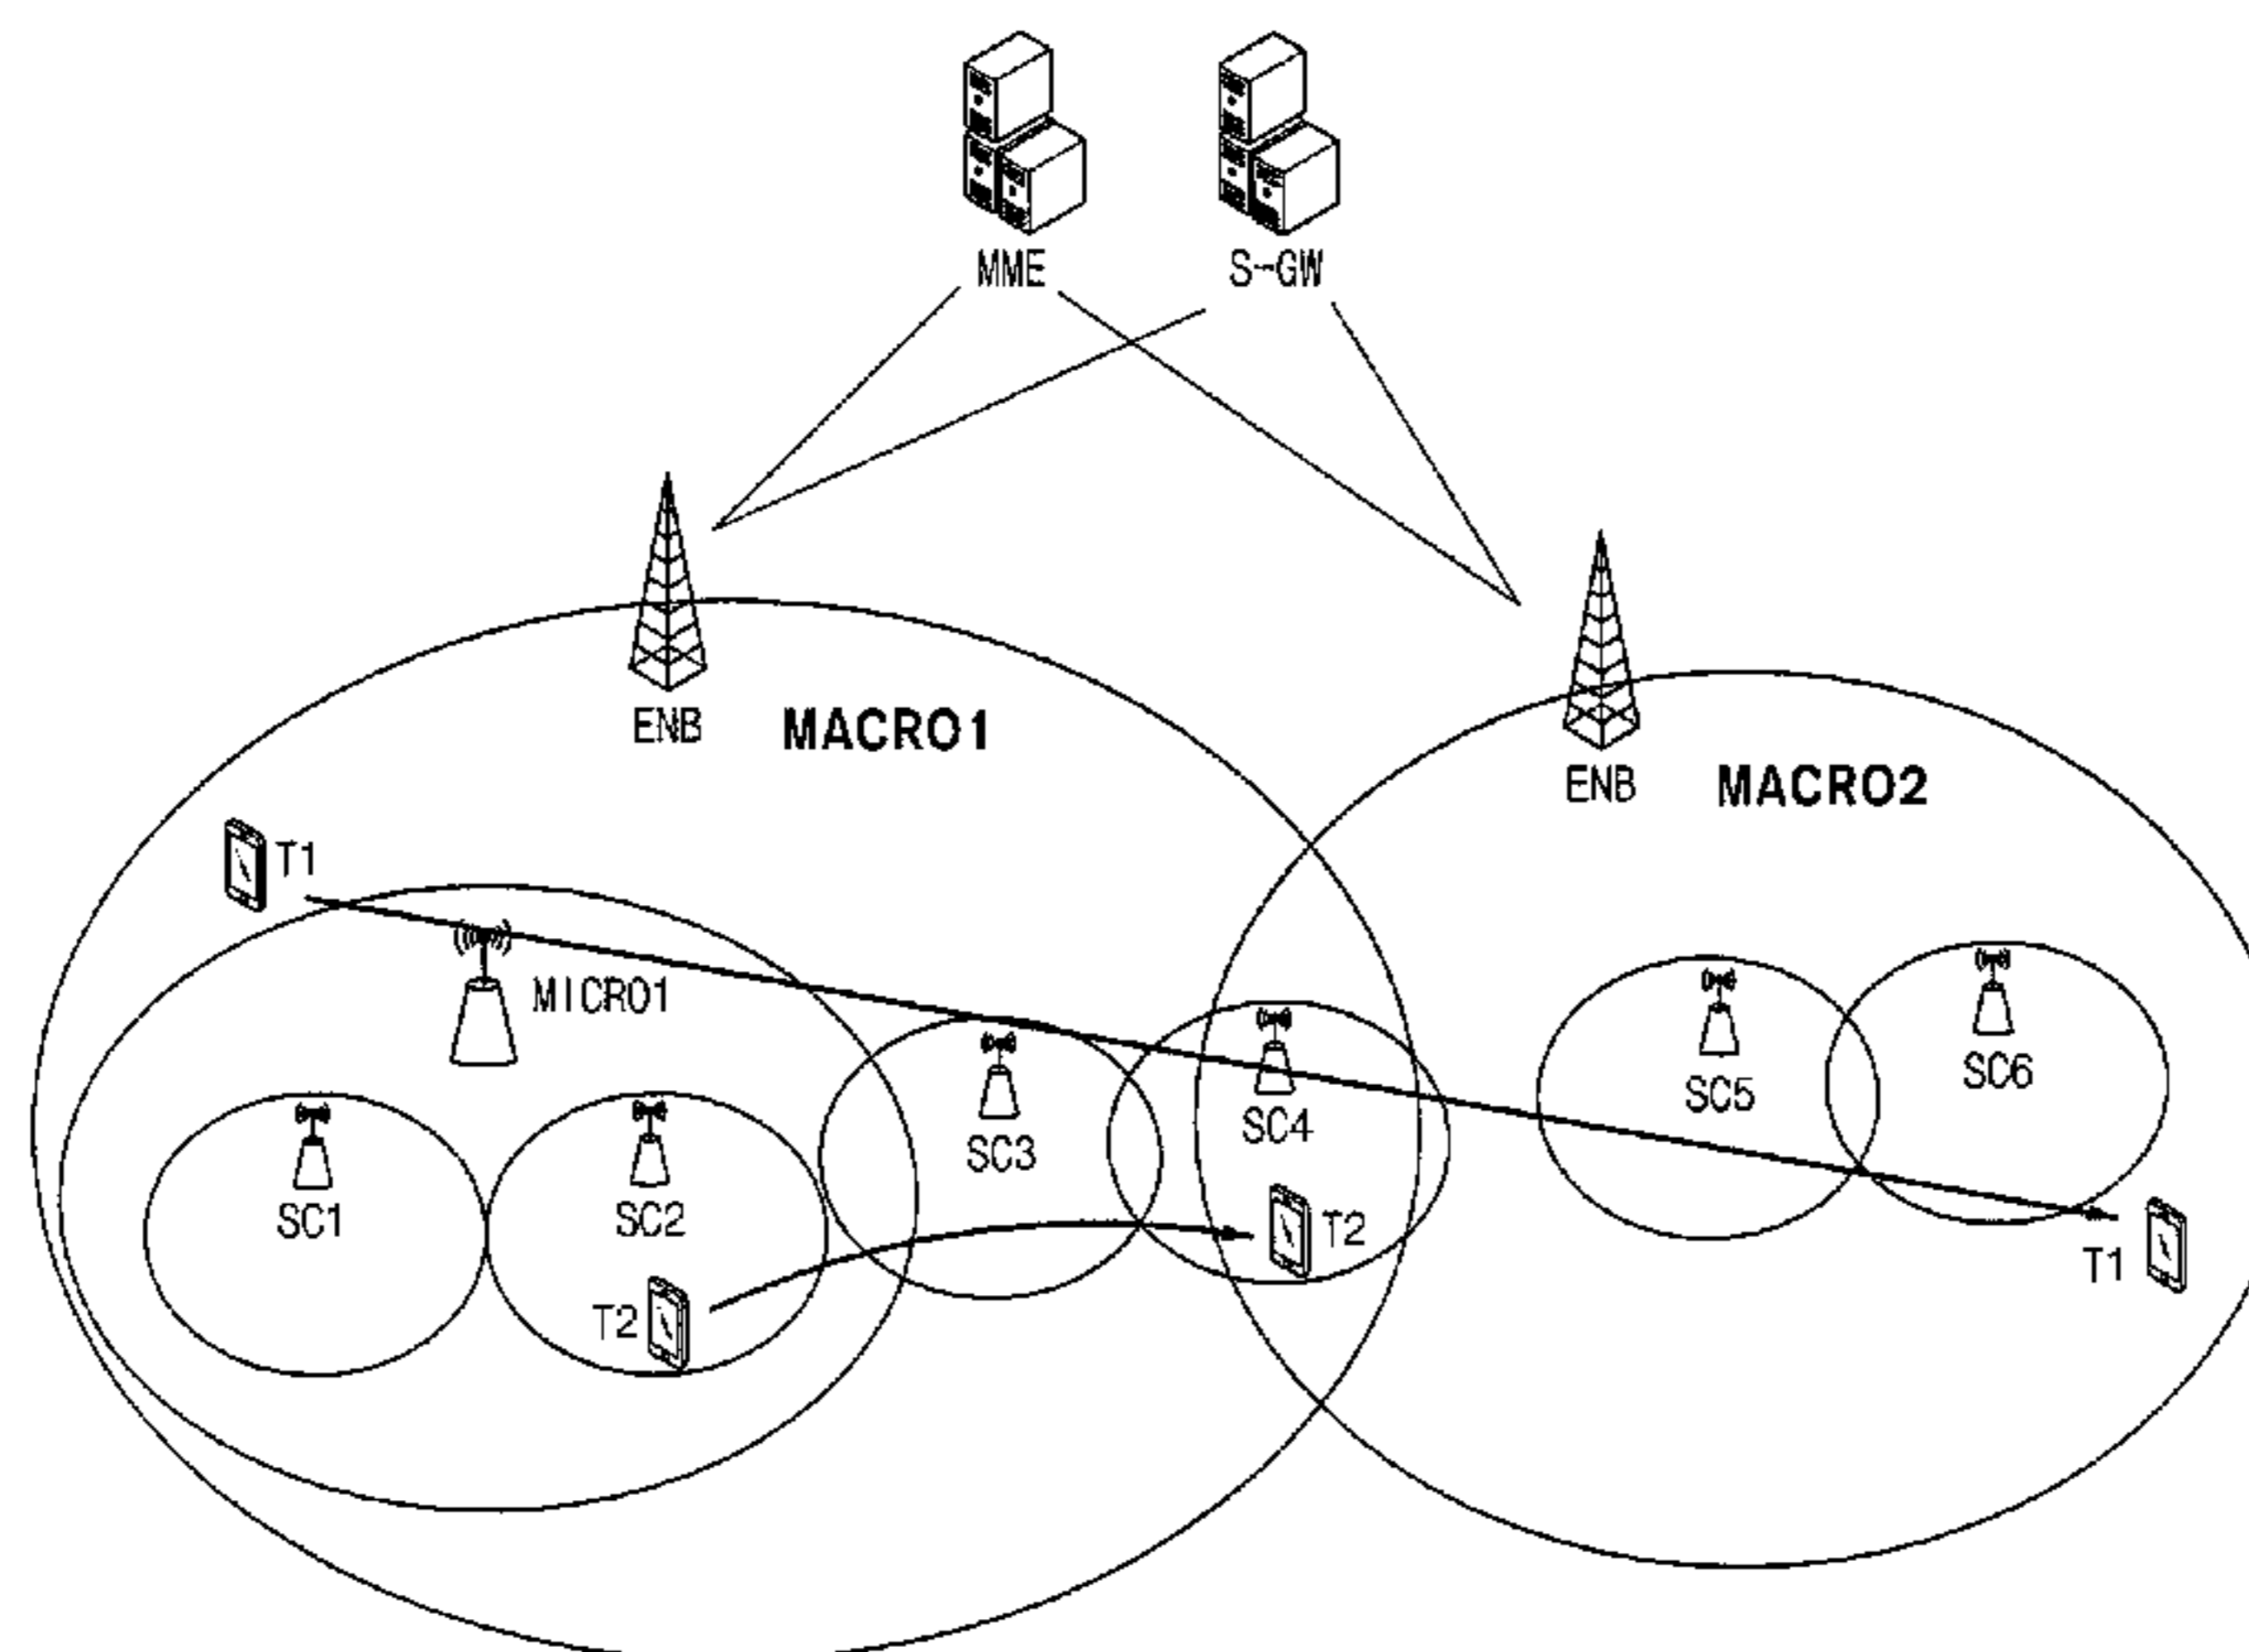 MME
S-GW
ENB
MACRO1
ENB
MACRO2
T1
MICRO1
SC1
SC2
SC3
SC4
SC5
SC6
T2
T2
T1